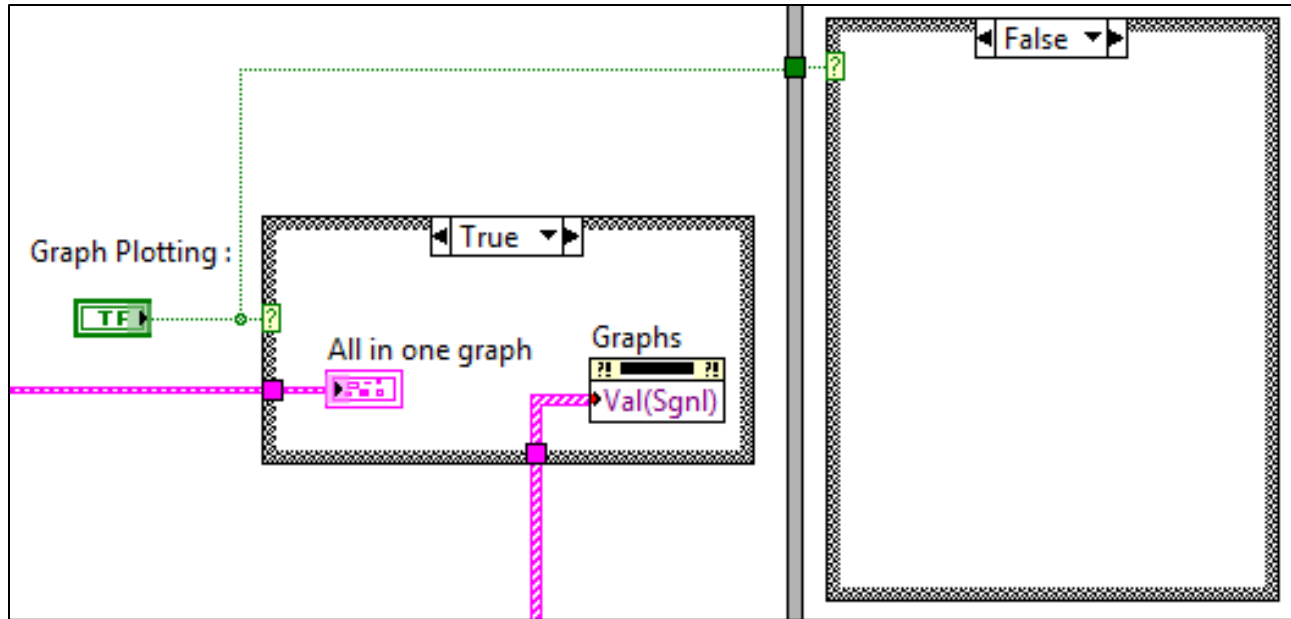 False
?
True
Graph Plotting :
TF
?
All in one graph
Graphs
?! ?!
Val(Sgnl)